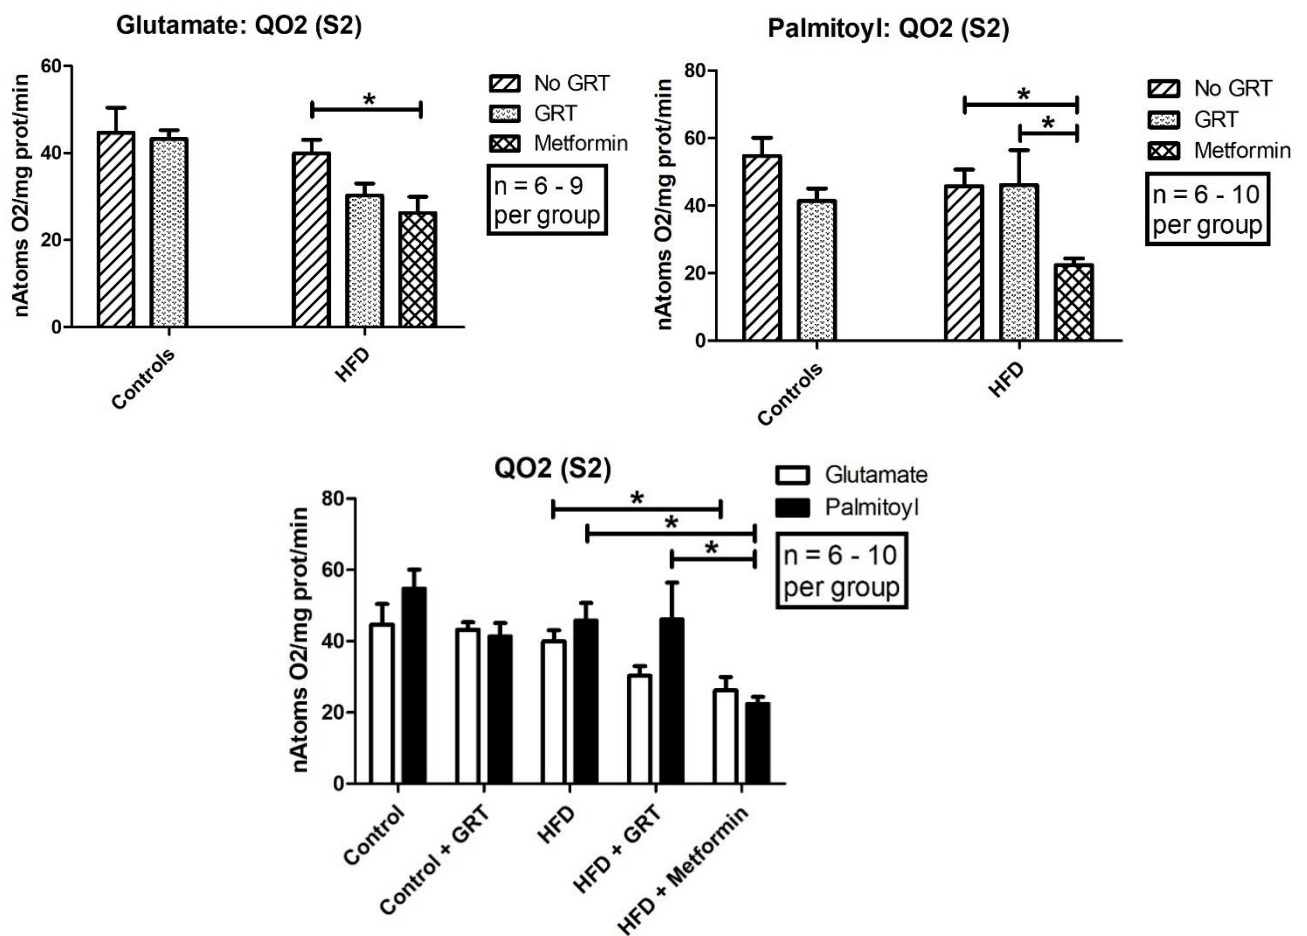 Glutamate: QO2 (S2)
nAtoms O2/mg prot/min
60
40
20
0
Controls
HFD
*
No GRT
GRT
Metformin
n = 6 - 9
per group
Palmitoyl: QO2 (S2)
nAtoms O2/mg prot/min
80
60
40
20
0
Controls
HFD
*
*
No GRT
GRT
Metformin
n = 6 - 10
per group
QO2 (S2)
nAtoms O2/mg prot/min
80
60
40
20
0
Control
Control + GRT
HFD
HFD + GRT
HFD + Metformin
*
*
*
Glutamate
Palmitoyl
n = 6 - 10
per group